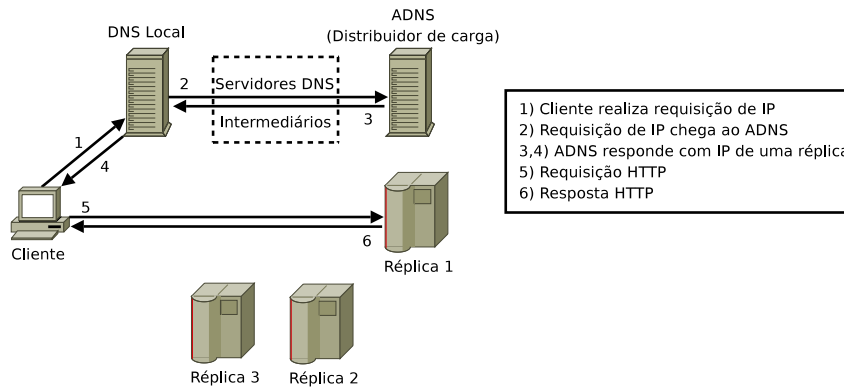 ADNS
(Distribuidor de carga)
DNS Local
2
Servidores DNS
Intermediários
3
1
4
1) Cliente realiza requisição de IP
2) Requisição de IP chega ao ADNS
3,4) ADNS responde com IP de uma réplica
5) Requisição HTTP
6) Resposta HTTP
5
6
Cliente
Réplica 1
Réplica 3
Réplica 2